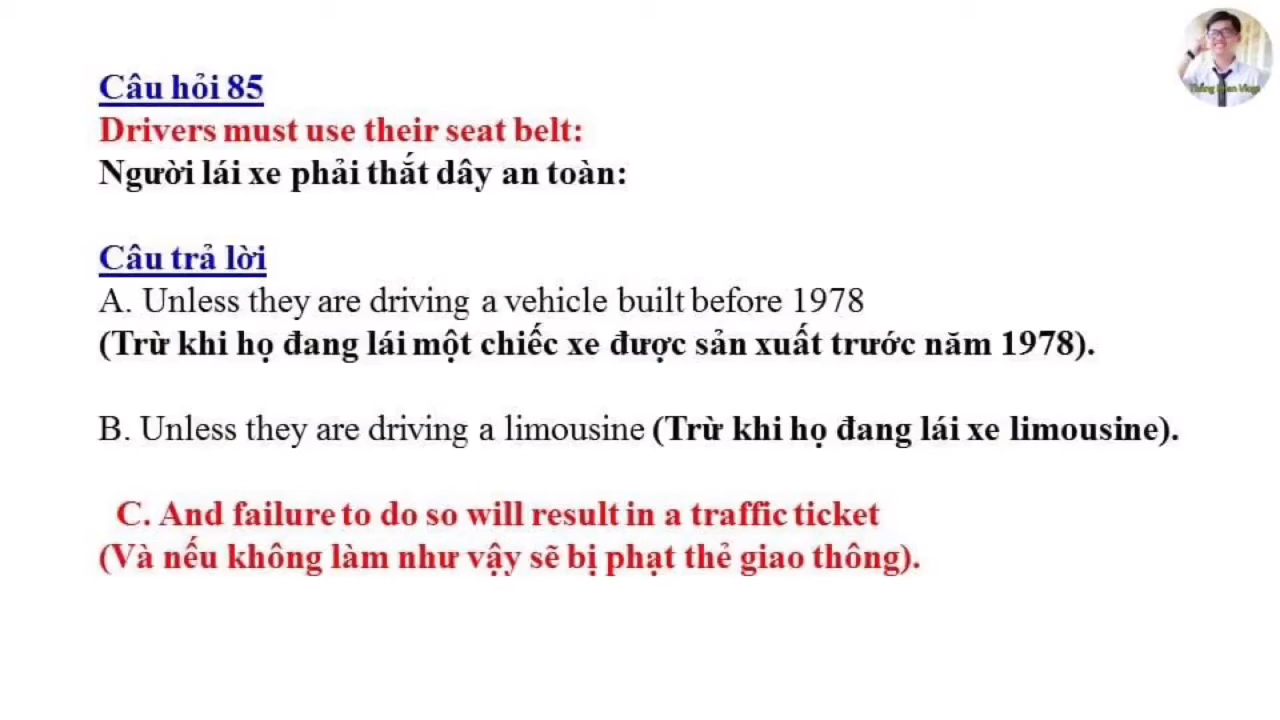 Câu hỏi 85
Drivers must use their seat belt:
Người lái xe phải thắt dây an toàn:
Câu trả lời
A. Unless they are driving a vehicle built before 1978
(Trừ khi họ đang lái một chiếc xe được sản xuất trước năm 1978).
B. Unless they are driving a limousine (Trừ khi họ đang lái xe limousine).
C. And failure to do so will result in a traffic ticket
(Và nếu không làm như vậy sẽ bị phạt thẻ giao thông).